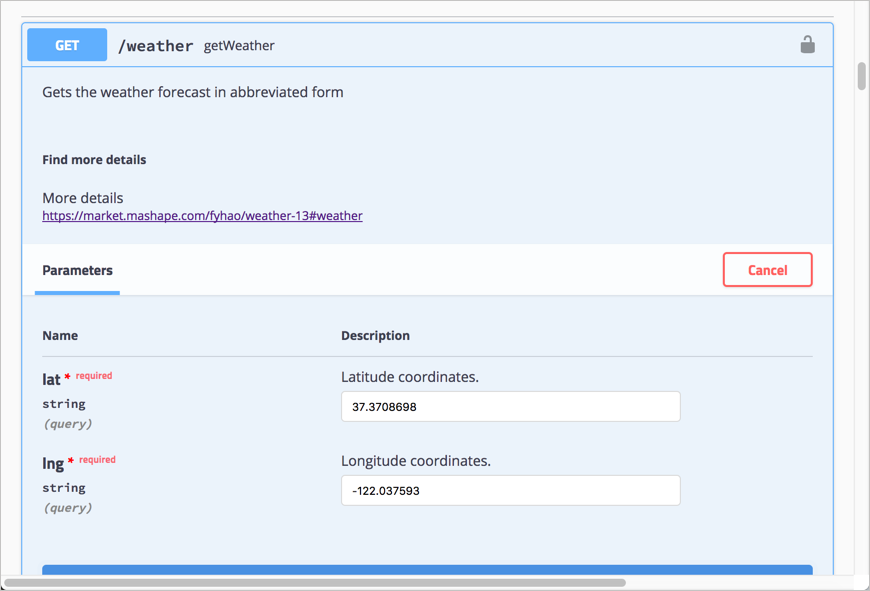 GET /weather getWeather
Gets the weather forecast in abbreviated form
Find more details
More details
https://market.mashape.com/fyhao/weather-13#weather
Parameters Cancel
Name Description
lat * required Latitude coordinates.
string 37.3708698
(query)
lng * required Longitude coordinates.
string -122.037593
(query)